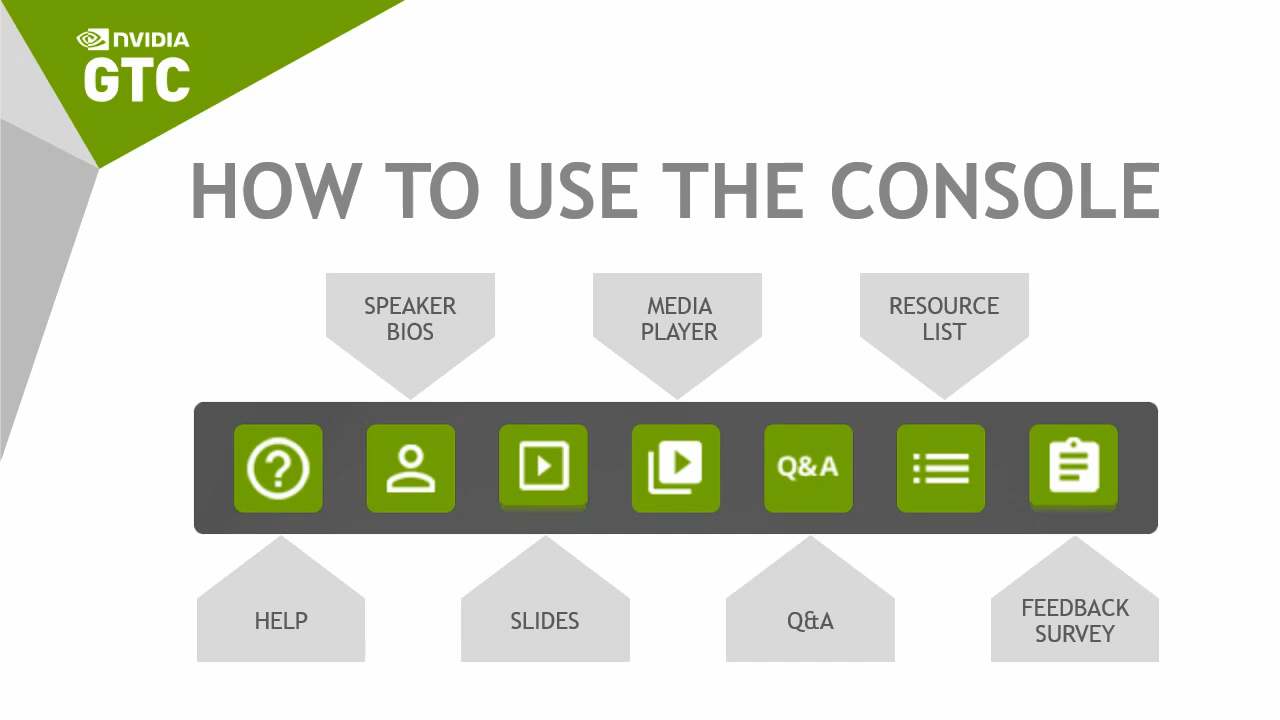 NVIDIA
GTC
HOW TO USE THE CONSOLE
SPEAKER
BIOS
MEDIA
PLAYER
RESOURCE
LIST
Q&A
HELP
SLIDES
Q&A
FEEDBACK
SURVEY